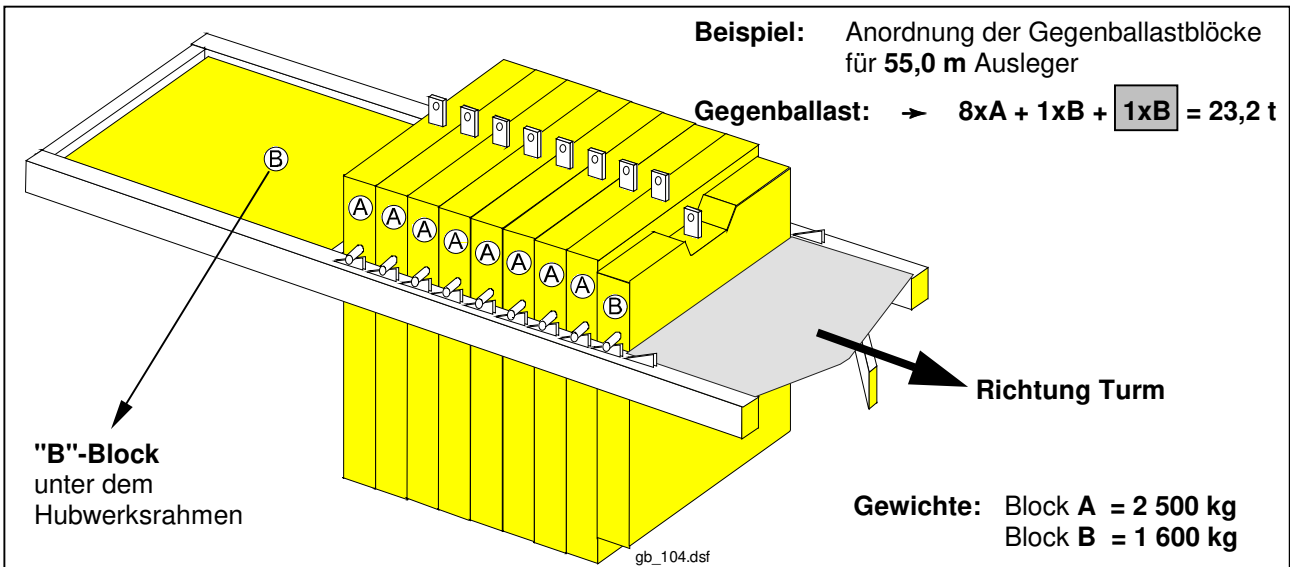 Beispiel: Anordnung der Gegenballastblöcke
für 55,0 m Ausleger
Gegenballast: → 8xA + 1xB + 1xB = 23,2 t
B
A
A
A
A
A
A
A
A
B
Richtung Turm
"B"-Block
unter dem
Hubwerksrahmen
Gewichte: Block A = 2 500 kg
Block B = 1 600 kg
gb_104.dsf